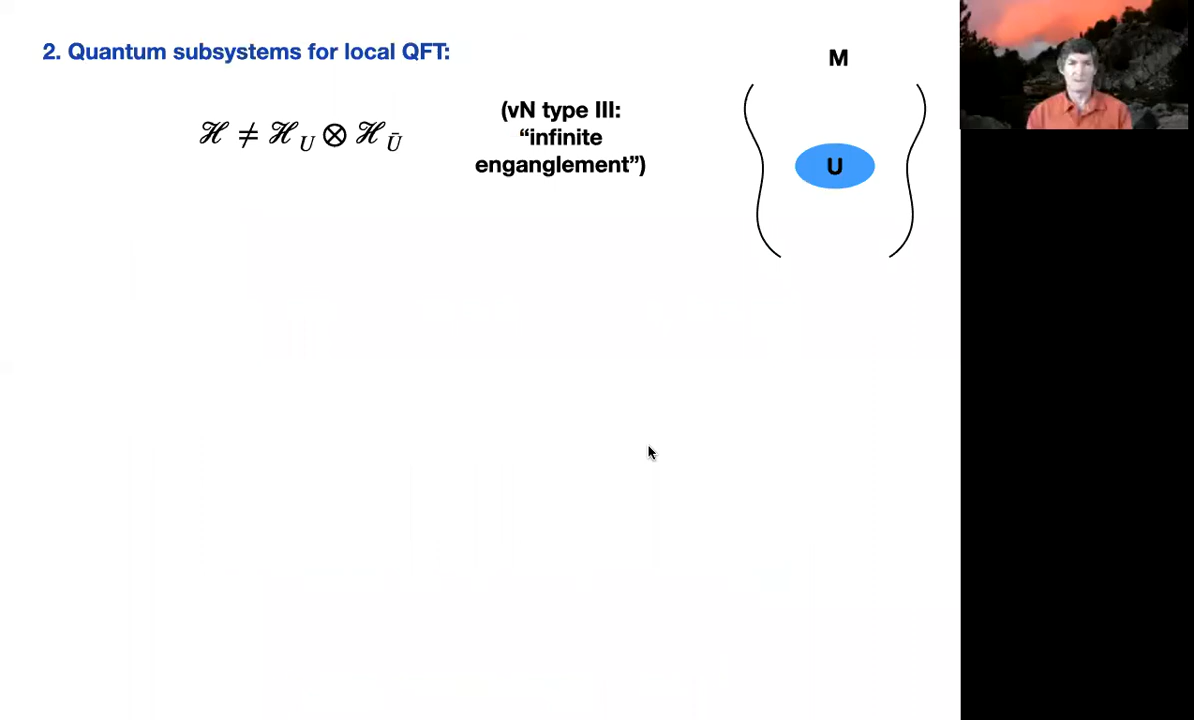 2. Quantum subsystems for local QFT:
M
ℋ ≠ ℋ_U ⊗ ℋ_Ū
(vN type III:
“infinite
enganglement”)
U